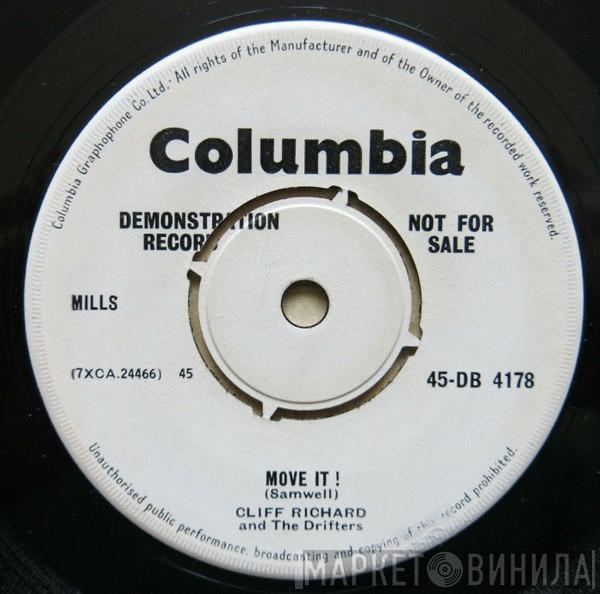 Columbia Graphophone Co. Ltd. · All rights of the Manufacturer and of the Owner of the recorded work reserved.
Columbia
DEMONSTRATION
RECORD
NOT FOR
SALE
MILLS
(7XCA.24466) 45
45-DB 4178
MOVE IT !
(Samwell)
CLIFF RICHARD
and The Drifters
Unauthorised public performance, broadcasting and copying of this record prohibited.
МАРКЕТ ВИНИЛА